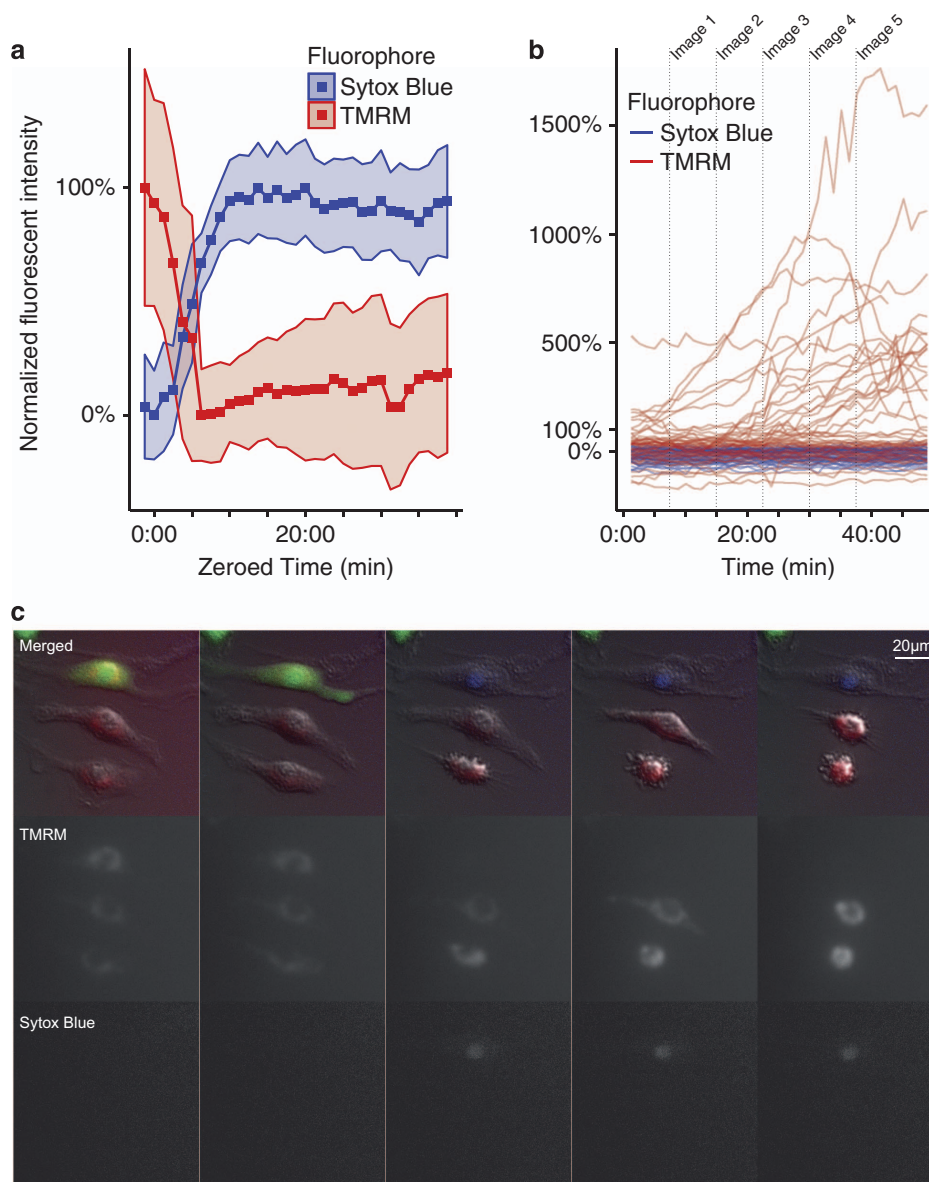 a
Fluorophore
Sytox Blue
TMRM
Normalized fluorescent intensity
100%
0%
0:00
20:00
Zeroed Time (min)
b
Image 1
Image 2
Image 3
Image 4
Image 5
Fluorophore
Sytox Blue
TMRM
1500%
1000%
500%
100%
0%
0:00
20:00
40:00
Time (min)
c
Merged
20µm
TMRM
Sytox Blue